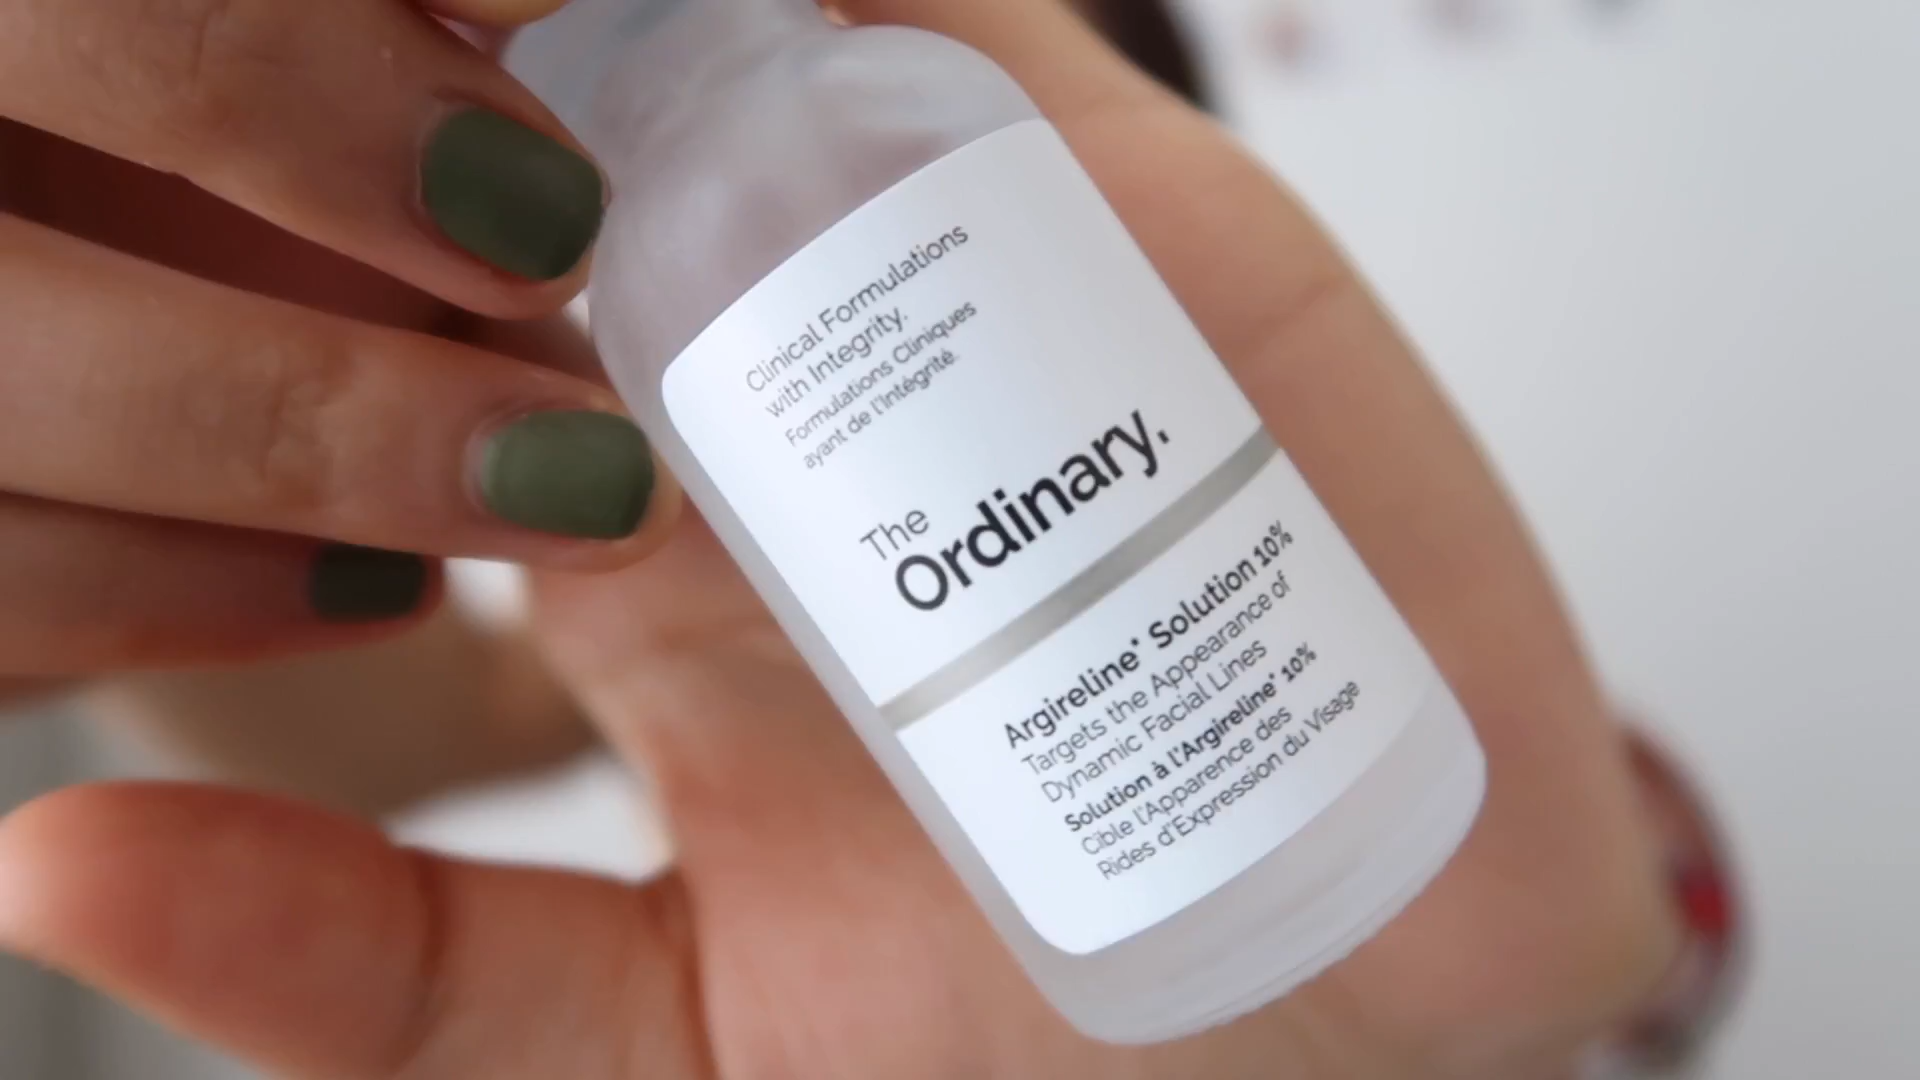 Clinical Formulations
with Integrity.
Formulations Cliniques
ayant de l'Intégrité.
The
Ordinary.
Argireline* Solution 10%
Targets the Appearance of
Dynamic Facial Lines
Solution à l'Argireline* 10%
Cible l'Apparence des
Rides d'Expression du Visage